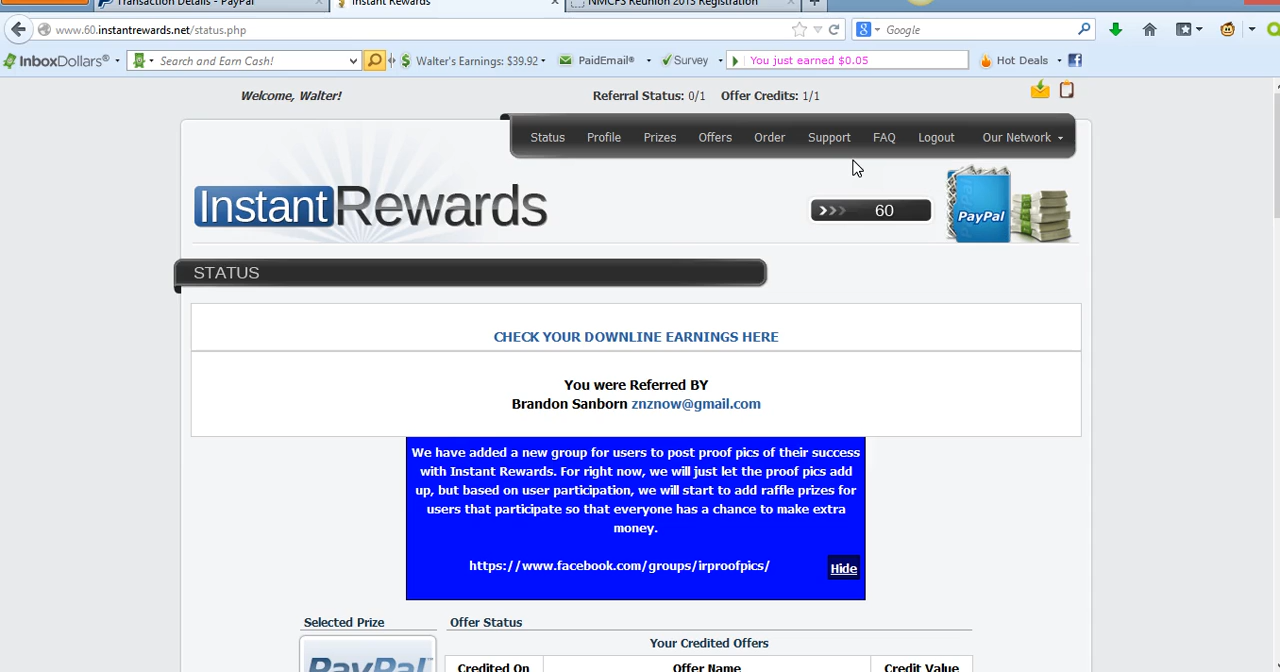 Transaction Details - PayPal
Instant Rewards
NMCPS Reunion 2013 Registration
www.60.instantrewards.net/status.php
Google
InboxDollars® Search and Earn Cash! Walter's Earnings: $39.92 PaidEmail® Survey You just earned $0.05 Hot Deals
Welcome, Walter! Referral Status: 0/1 Offer Credits: 1/1
Status Profile Prizes Offers Order Support FAQ Logout Our Network
InstantRewards
60
PayPal
STATUS
CHECK YOUR DOWNLINE EARNINGS HERE
You were Referred BY
Brandon Sanborn znznow@gmail.com
We have added a new group for users to post proof pics of their success
with Instant Rewards. For right now, we will just let the proof pics add
up, but based on user participation, we will start to add raffle prizes for
users that participate so that everyone has a chance to make extra
money.
https://www.facebook.com/groups/irproofpics/
Hide
Selected Prize
PayPal
Offer Status
Your Credited Offers
Credited On Offer Name Credit Value